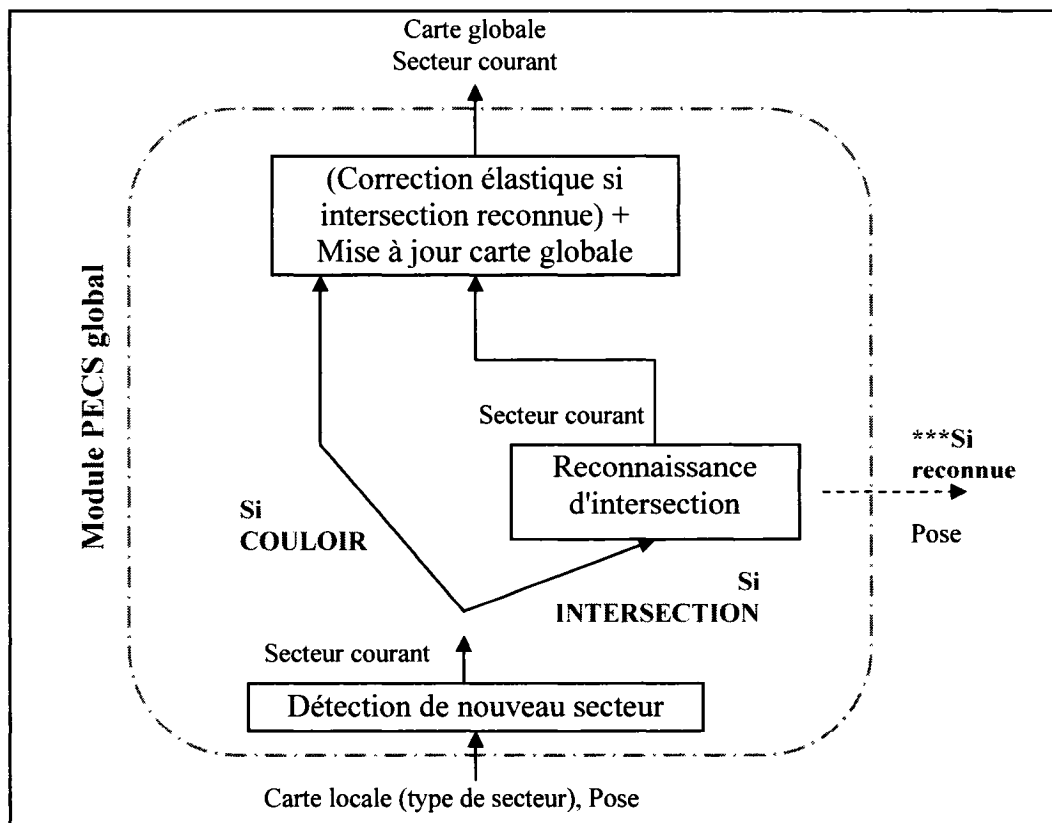 Carte globale
Secteur courant
(Correction élastique si
intersection reconnue) +
Mise à jour carte globale
Module PECS global
Secteur courant
***Si
reconnue
Reconnaissance
d'intersection
Pose
Si
COULOIR
Si
INTERSECTION
Secteur courant
Détection de nouveau secteur
Carte locale (type de secteur), Pose